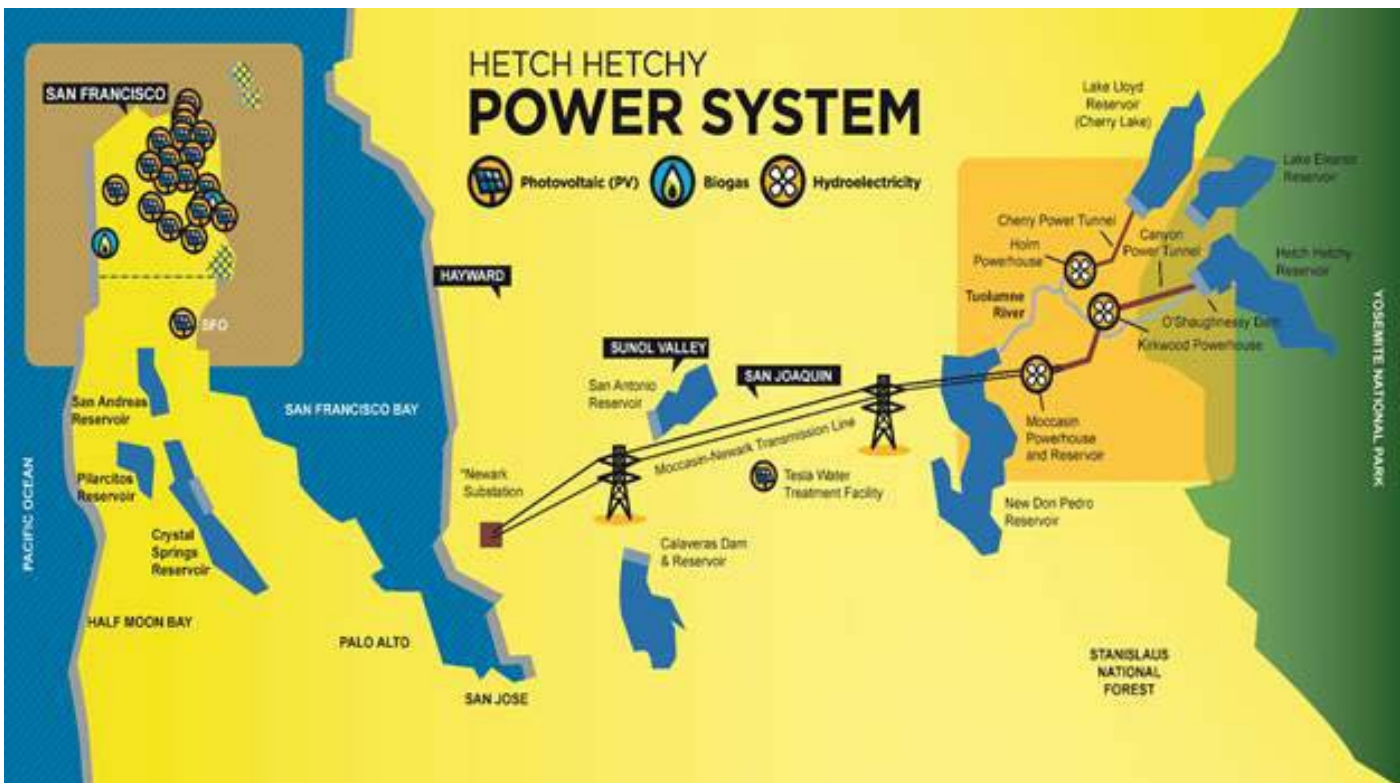 HETCH HETCHY
POWER SYSTEM
Photovoltaic (PV)
Biogas
Hydroelectricity
SAN FRANCISCO
SFO
San Andreas
Reservoir
Pilarcitos
Reservoir
Crystal
Springs
Reservoir
PACIFIC OCEAN
HALF MOON BAY
SAN FRANCISCO BAY
PALO ALTO
SAN JOSE
HAYWARD
*Newark
Substation
SUNOL VALLEY
San Antonio
Reservoir
SAN JOAQUIN
Moccasin-Newark Transmission Line
Tesla Water
Treatment Facility
Calaveras Dam
& Reservoir
Lake Lloyd
Reservoir
(Cherry Lake)
Lake Eleanor
Reservoir
Cherry Power Tunnel
Holm
Powerhouse
Canyon
Power Tunnel
Hetch Hetchy
Reservoir
Tuolumne
River
O'Shaughnessy Dam
Kirkwood Powerhouse
Moccasin
Powerhouse
and Reservoir
New Don Pedro
Reservoir
YOSEMITE NATIONAL PARK
STANISLAUS
NATIONAL
FOREST